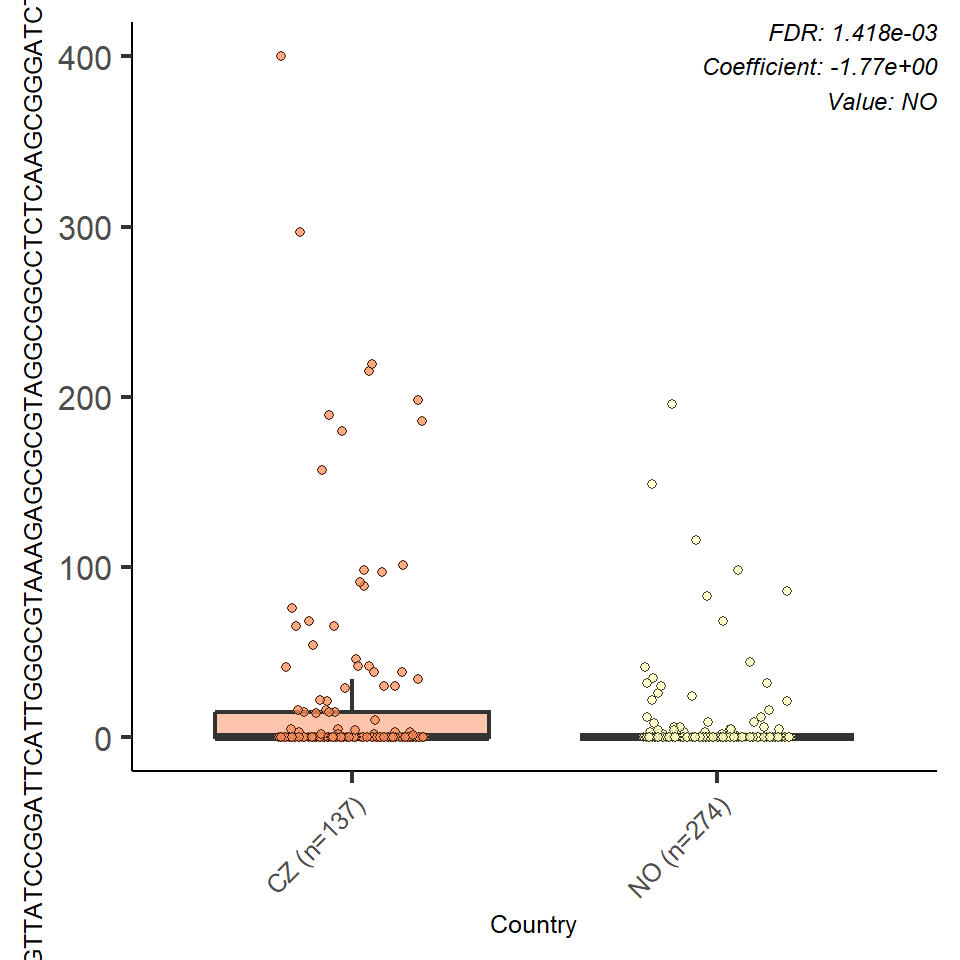 FDR: 1.418e-03
Coefficient: -1.77e+00
Value: NO
GTTATCCGGATTCATTGGGCGTAAAGAGCGCGTAGGCGGCCTCTCAAGCGGGATCT
400
300
200
100
0
CZ (n=137)
NO (n=274)
Country